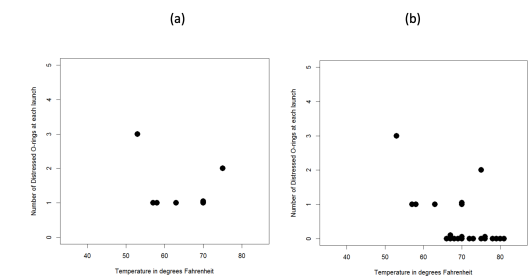 (a)
Number of Distressed O-rings at each launch
5
4
3
2
1
0
40 50 60 70 80
Temperature in degrees Fahrenheit
(b)
Number of Distressed O-rings at each launch
5
4
3
2
1
0
40 50 60 70 80
Temperature in degrees Fahrenheit